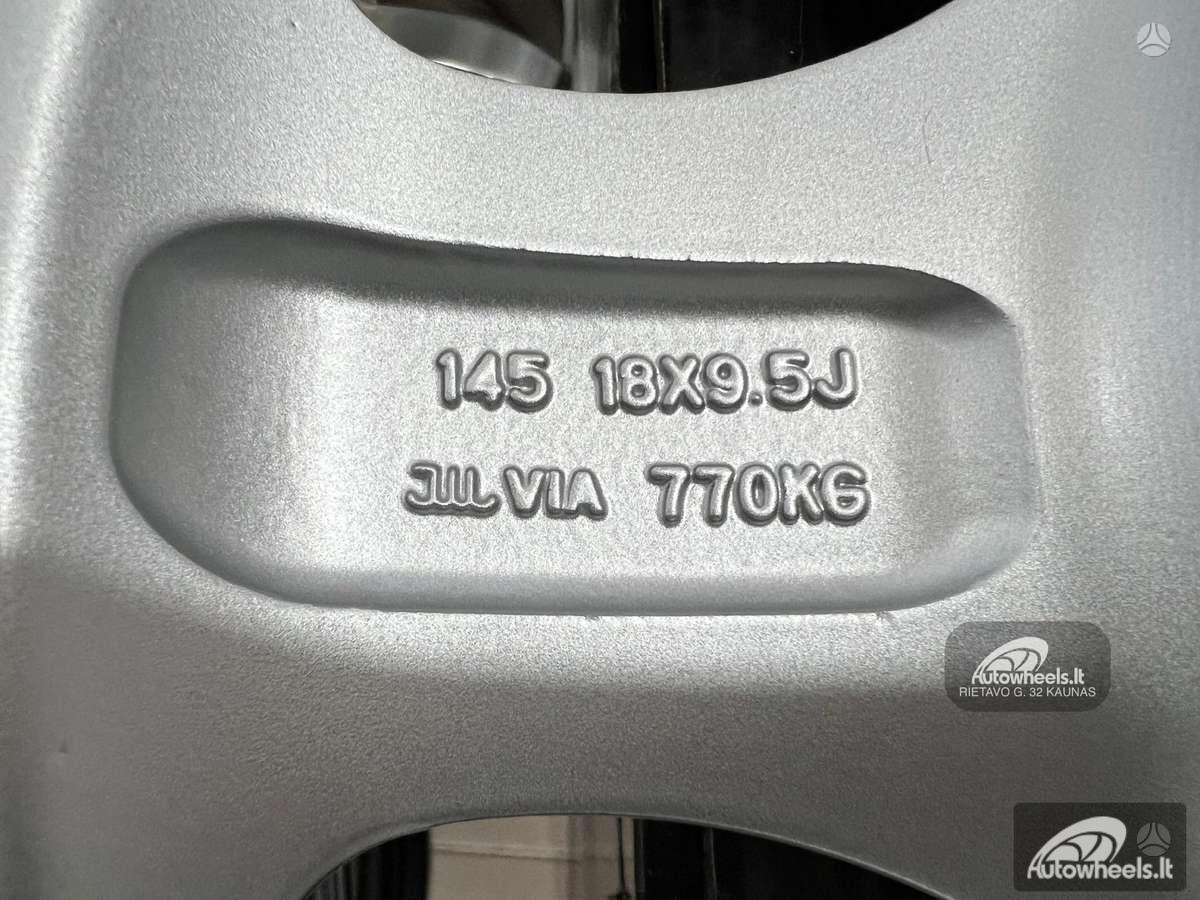 145 18X9.5J
JWL VIA 770KG
Autowheels.lt
RIETAVO G. 32 KAUNAS
Autowheels.lt